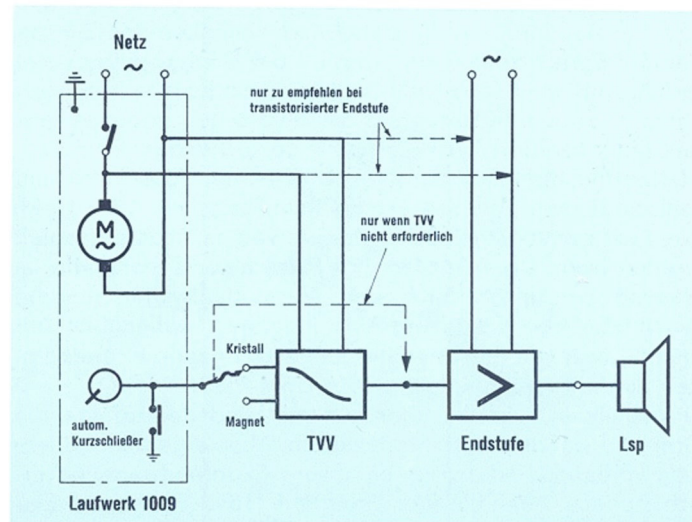 Netz
~
~
nur zu empfehlen bei
transistorisierter Endstufe
M
~
nur wenn TVV
nicht erforderlich
Kristall
autom.
Kurzschließer
Magnet
TVV
Endstufe
Lsp
Laufwerk 1009